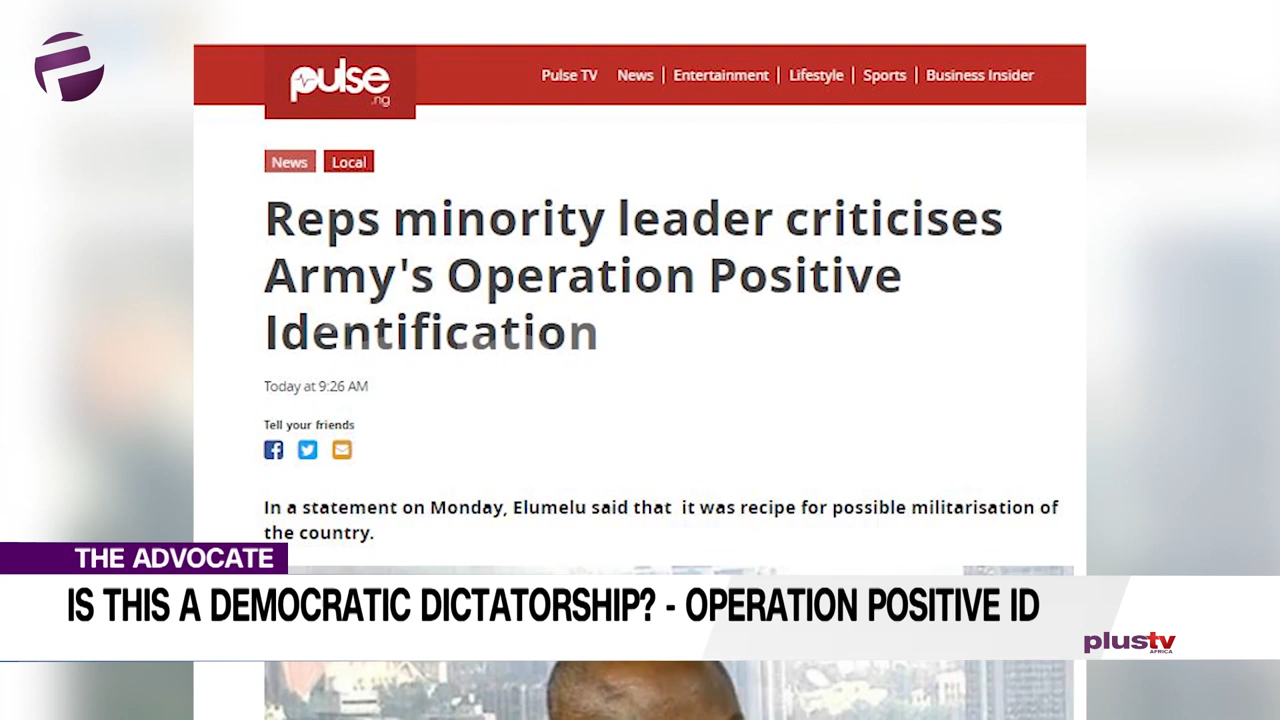 pulse
.ng
Pulse TV News Entertainment Lifestyle Sports Business Insider
News Local
Reps minority leader criticises
Army's Operation Positive
Identification
Today at 9:26 AM
Tell your friends
In a statement on Monday, Elumelu said that it was recipe for possible militarisation of
the country.
THE ADVOCATE
IS THIS A DEMOCRATIC DICTATORSHIP? - OPERATION POSITIVE ID
plustv
AFRICA